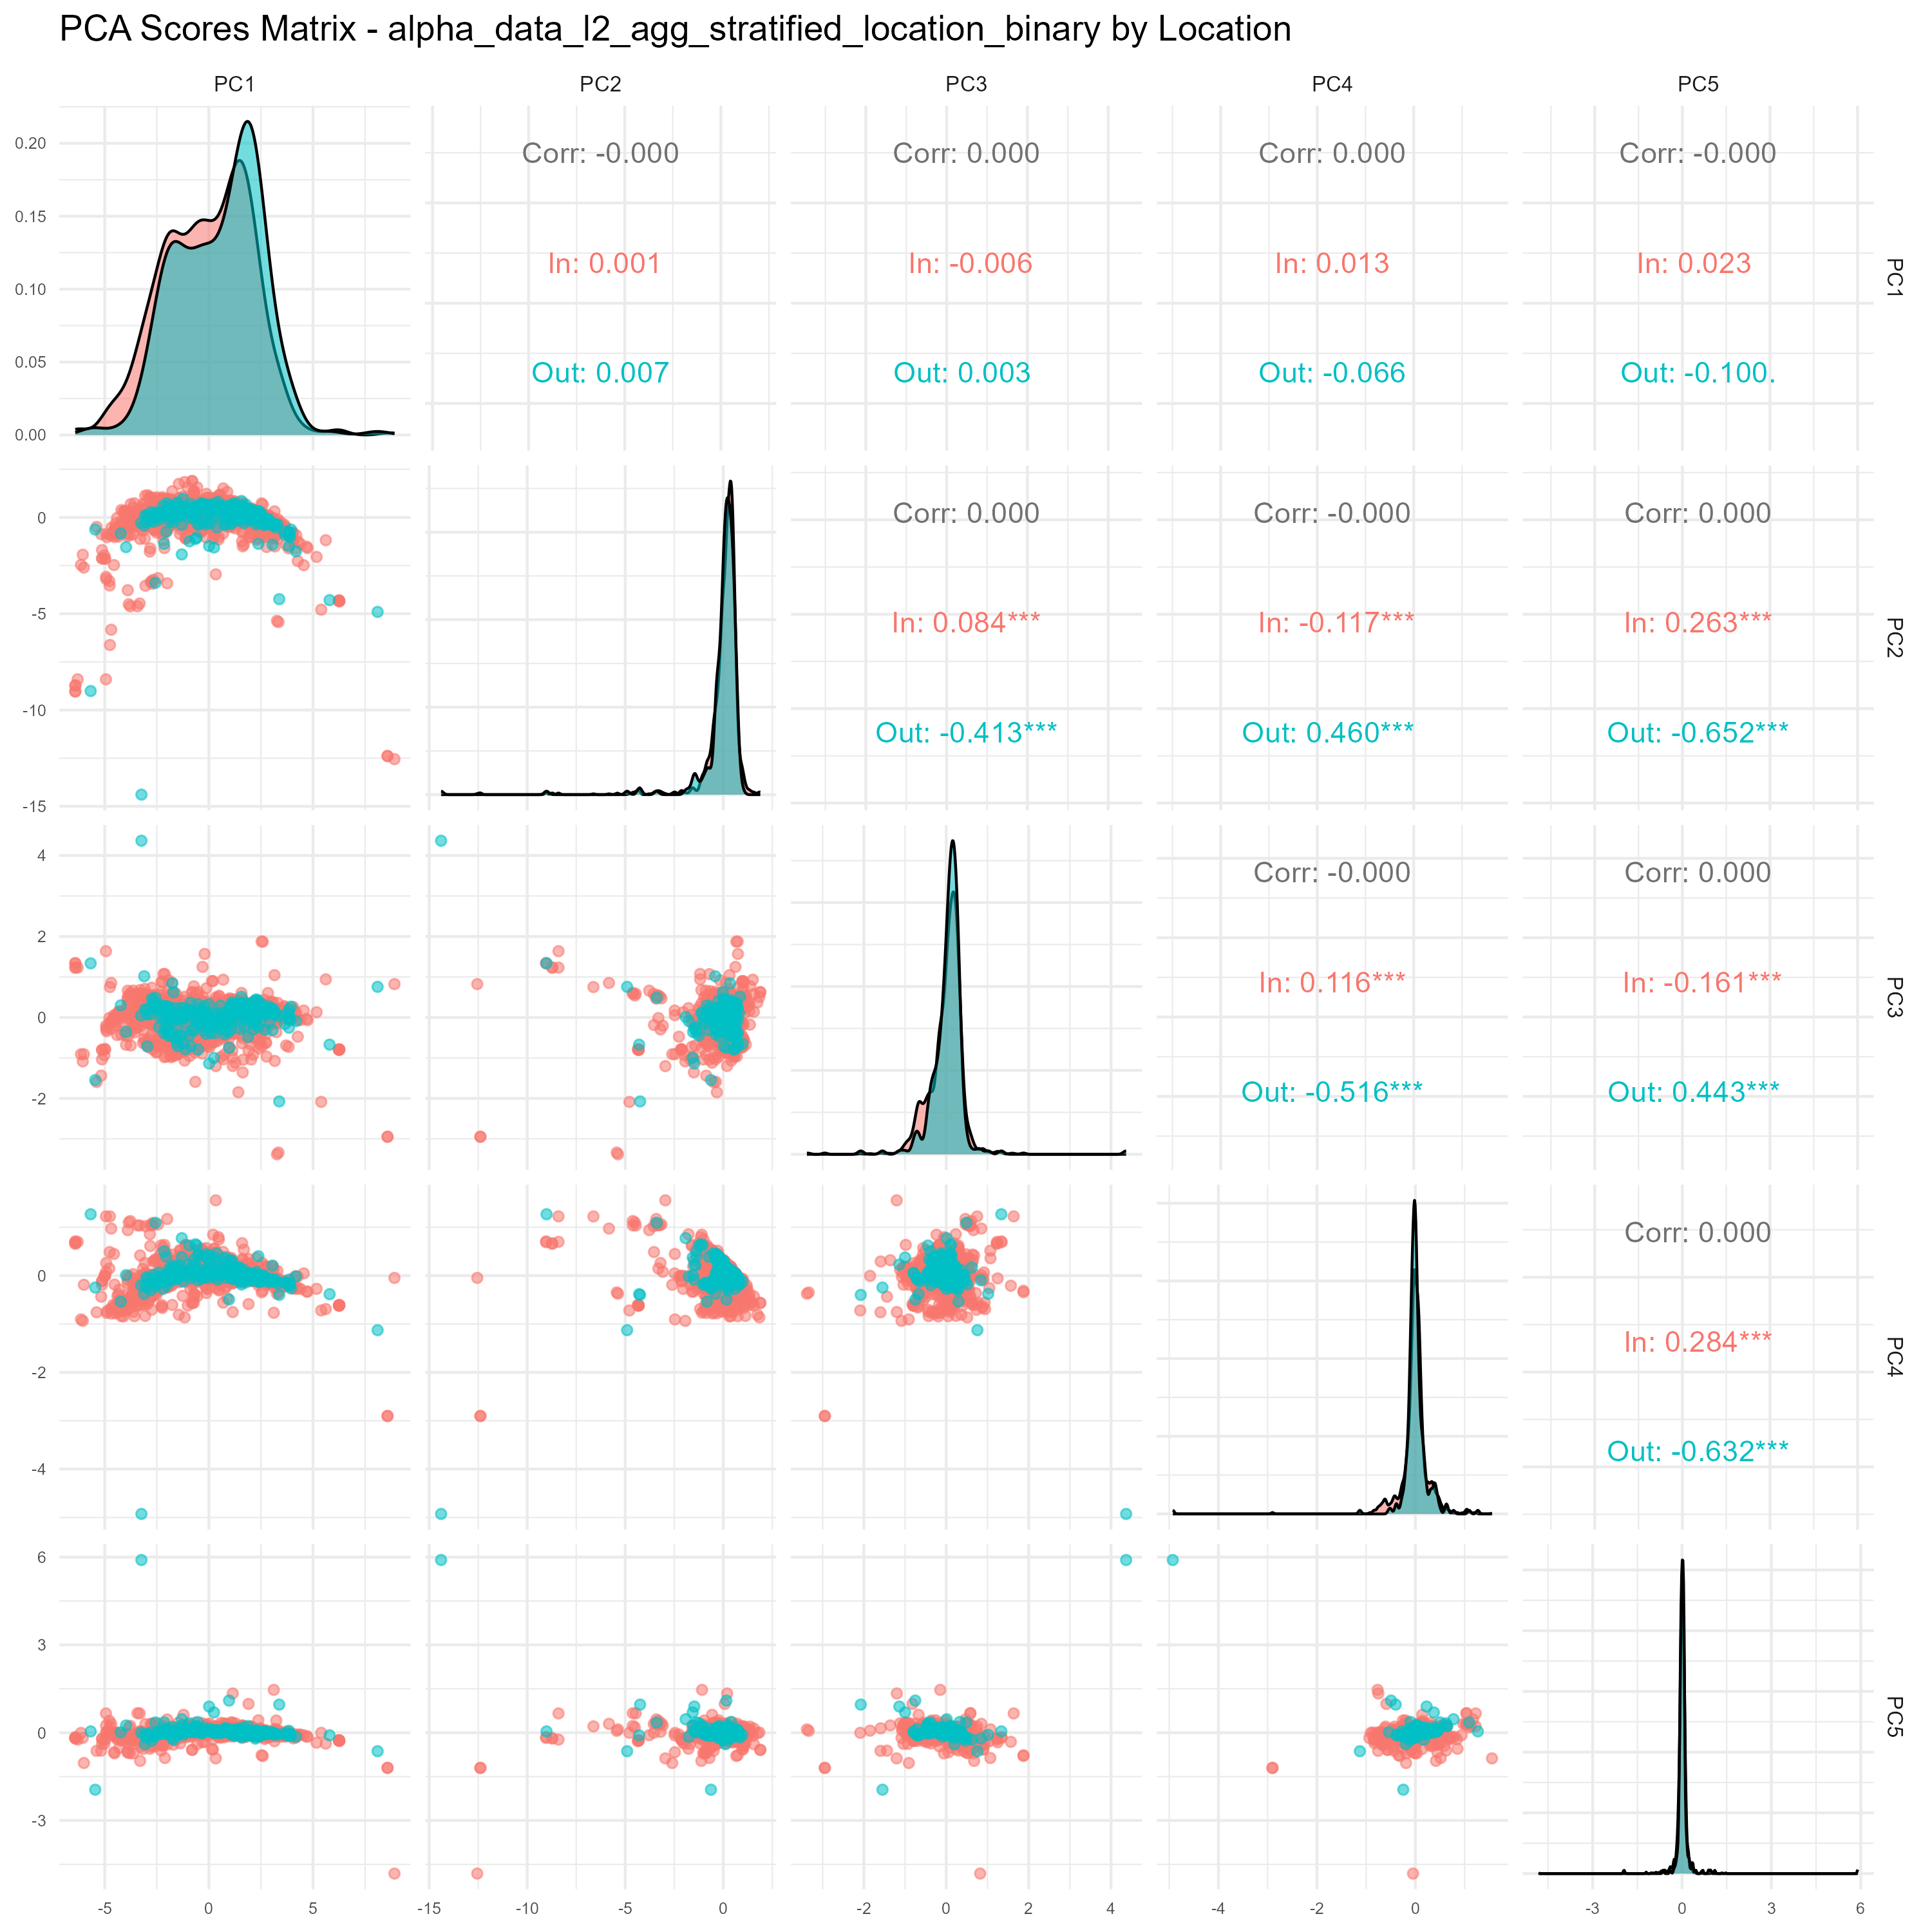 PCA Scores Matrix - alpha_data_l2_agg_stratified_location_binary by Location
PC1 PC2 PC3 PC4 PC5
0.20
0.15
0.10
0.05
0.00
Corr: -0.000
In: 0.001
Out: 0.007
Corr: 0.000
In: -0.006
Out: 0.003
Corr: 0.000
In: 0.013
Out: -0.066
Corr: -0.000
In: 0.023
Out: -0.100.
PC1
0
-5
-10
-15
Corr: 0.000
In: 0.084***
Out: -0.413***
Corr: -0.000
In: -0.117***
Out: 0.460***
Corr: 0.000
In: 0.263***
Out: -0.652***
PC2
4
2
0
-2
Corr: -0.000
In: 0.116***
Out: -0.516***
Corr: 0.000
In: -0.161***
Out: 0.443***
PC3
0
-2
-4
Corr: 0.000
In: 0.284***
Out: -0.632***
PC4
6
3
0
-3
PC5
-5 0 5 -15 -10 -5 0 -2 0 2 4 -4 -2 0 -3 0 3 6